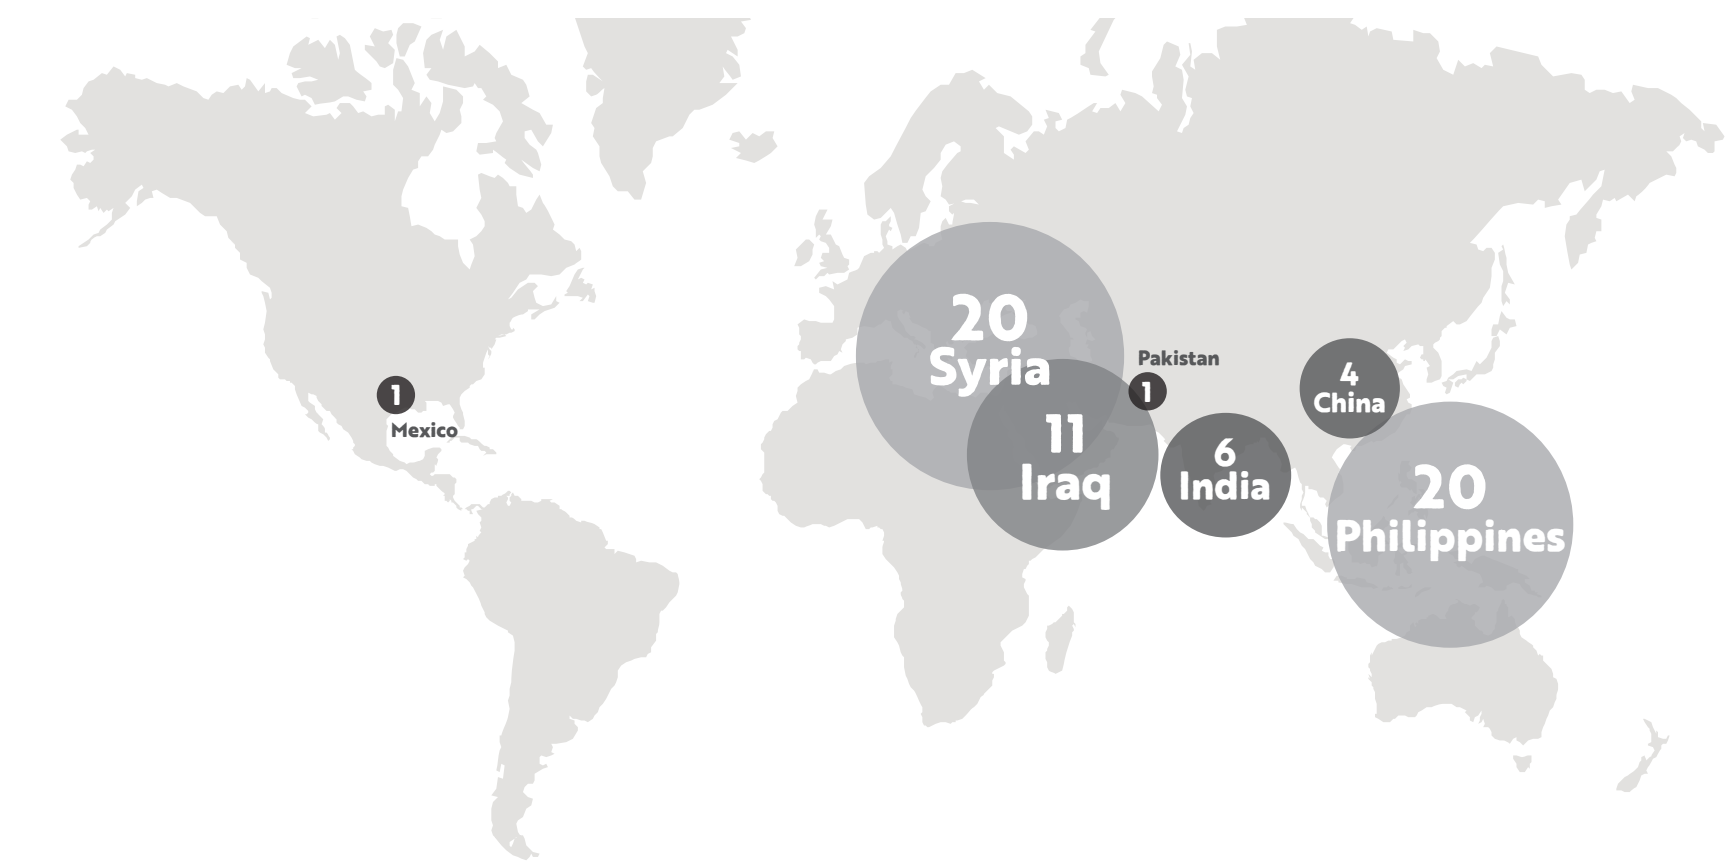 20
Syria
Pakistan
1
4
China
1
Mexico
11
Iraq
6
India
20
Philippines